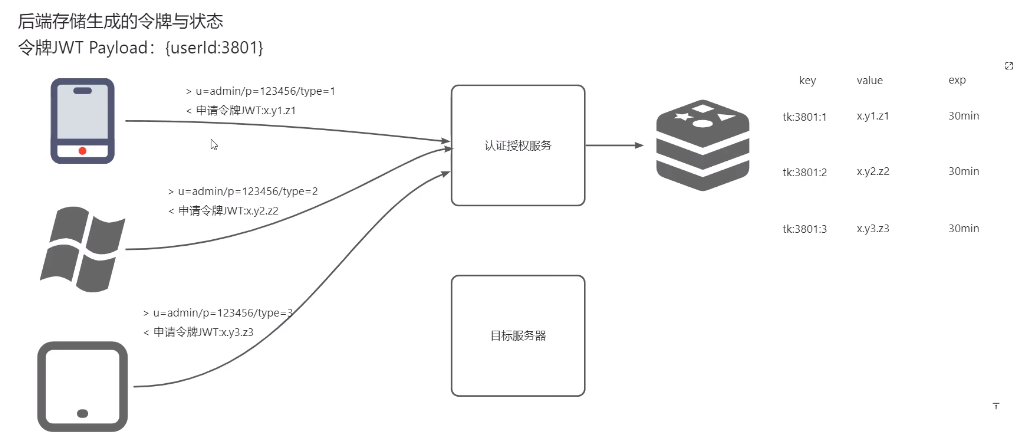 后端存储生成的令牌与状态
令牌JWT Payload：{userId:3801}
> u=admin/p=123456/type=1
< 申请令牌JWT:x.y1.z1
> u=admin/p=123456/type=2
< 申请令牌JWT:x.y2.z2
> u=admin/p=123456/type=3
< 申请令牌JWT:x.y3.z3
认证授权服务
目标服务器
key value exp
tk:3801:1 x.y1.z1 30min
tk:3801:2 x.y2.z2 30min
tk:3801:3 x.y3.z3 30min